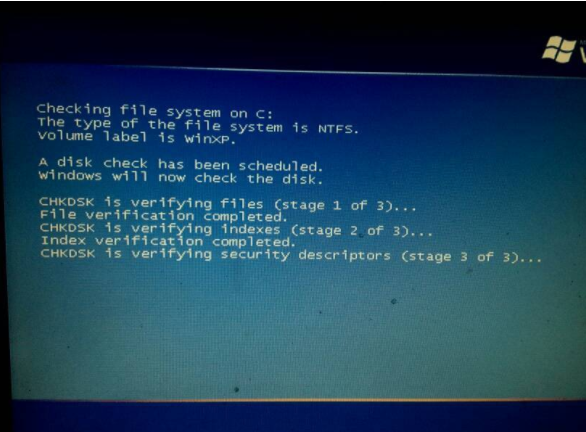 Checking file system on C:
The type of the file system is NTFS.
Volume label is WinXP.
A disk check has been scheduled.
Windows will now check the disk.
CHKDSK is verifying files (stage 1 of 3)...
File verification completed.
CHKDSK is verifying indexes (stage 2 of 3)...
Index verification completed.
CHKDSK is verifying security descriptors (stage 3 of 3)...